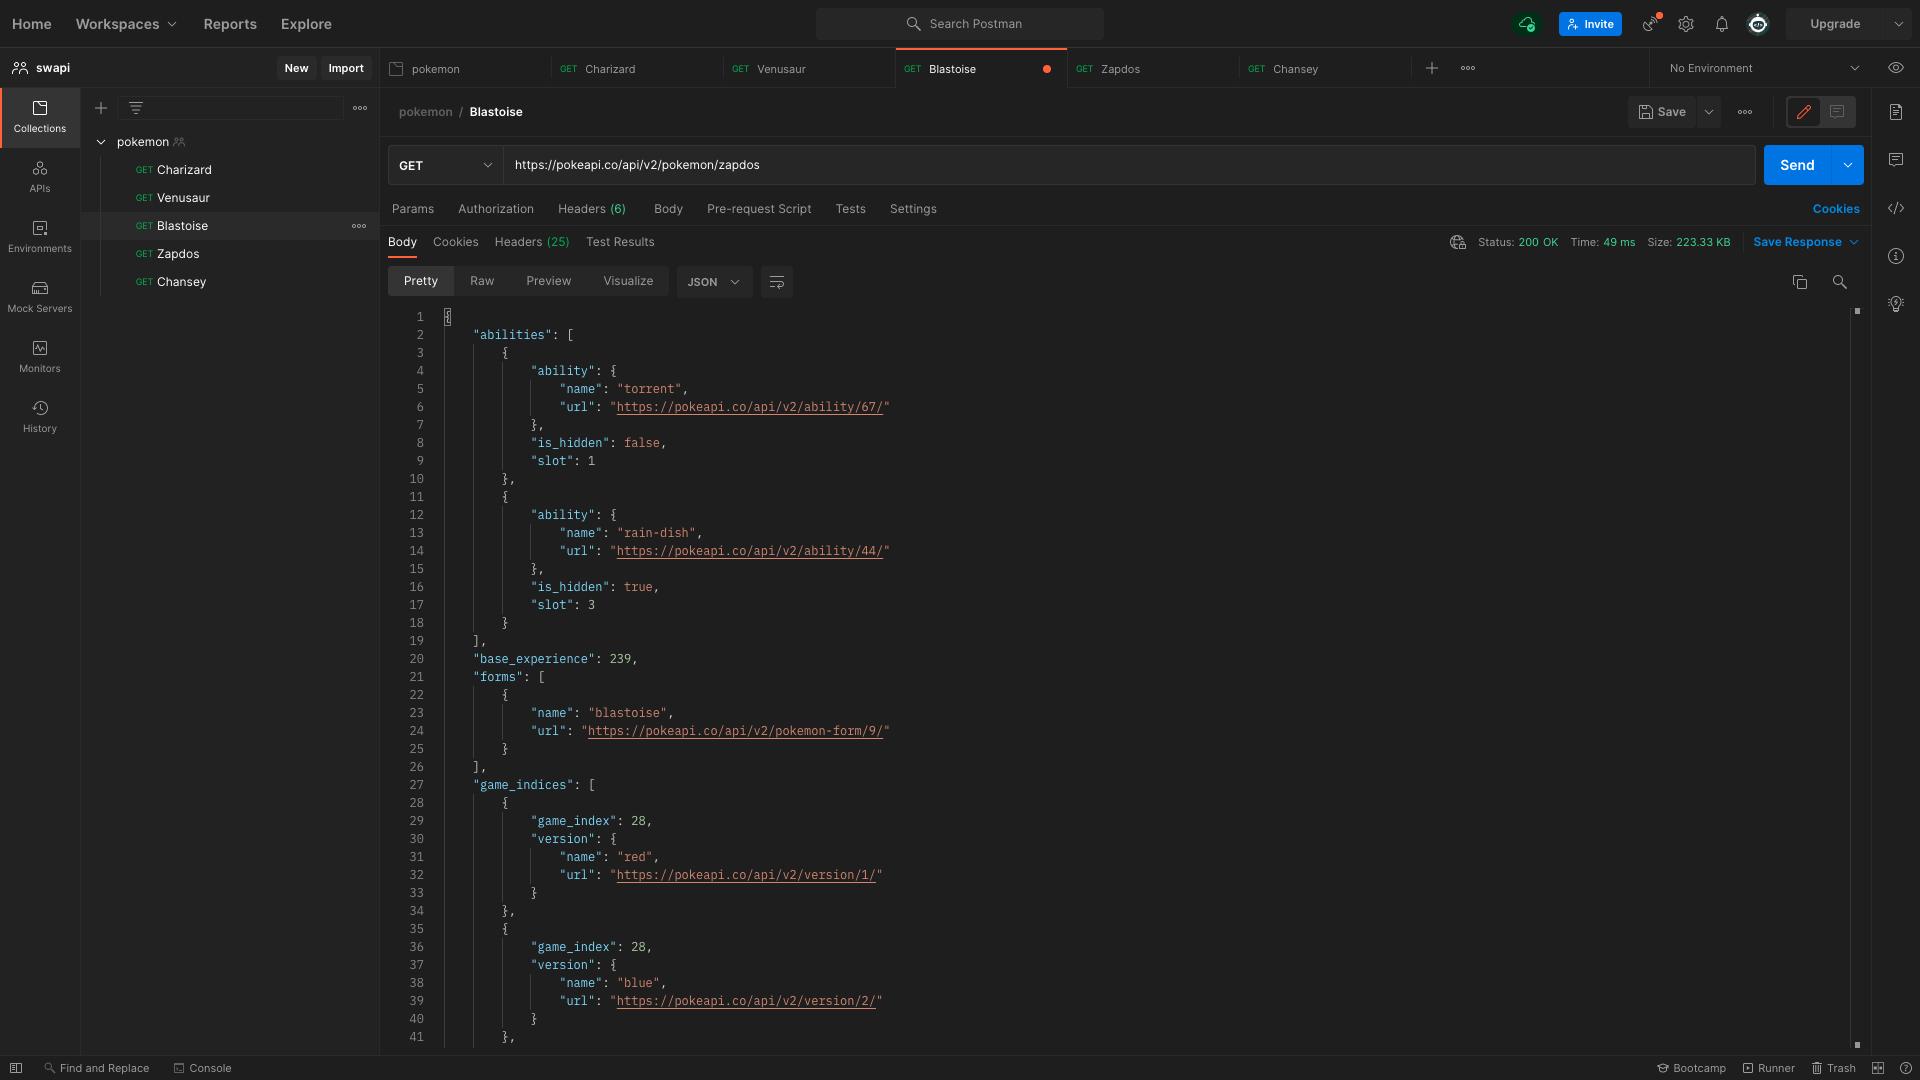 Home Workspaces Reports Explore Search Postman Invite Upgrade
swapi New Import pokemon GET Charizard GET Venusaur GET Blastoise GET Zapdos GET Chansey No Environment
pokemon / Blastoise Save
GET https://pokeapi.co/api/v2/pokemon/zapdos Send
Params Authorization Headers (6) Body Pre-request Script Tests Settings Cookies
Body Cookies Headers (25) Test Results Status: 200 OK Time: 49 ms Size: 223.33 KB Save Response
Pretty Raw Preview Visualize JSON
Collections
APIs
Environments
Mock Servers
Monitors
History
pokemon
GET Charizard
GET Venusaur
GET Blastoise
GET Zapdos
GET Chansey
1 {
2 "abilities": [
3 {
4 "ability": {
5 "name": "torrent",
6 "url": "https://pokeapi.co/api/v2/ability/67/"
7 },
8 "is_hidden": false,
9 "slot": 1
10 },
11 {
12 "ability": {
13 "name": "rain-dish",
14 "url": "https://pokeapi.co/api/v2/ability/44/"
15 },
16 "is_hidden": true,
17 "slot": 3
18 }
19 ],
20 "base_experience": 239,
21 "forms": [
22 {
23 "name": "blastoise",
24 "url": "https://pokeapi.co/api/v2/pokemon-form/9/"
25 }
26 ],
27 "game_indices": [
28 {
29 "game_index": 28,
30 "version": {
31 "name": "red",
32 "url": "https://pokeapi.co/api/v2/version/1/"
33 }
34 },
35 {
36 "game_index": 28,
37 "version": {
38 "name": "blue",
39 "url": "https://pokeapi.co/api/v2/version/2/"
40 }
41 },
Find and Replace Console Bootcamp Runner Trash